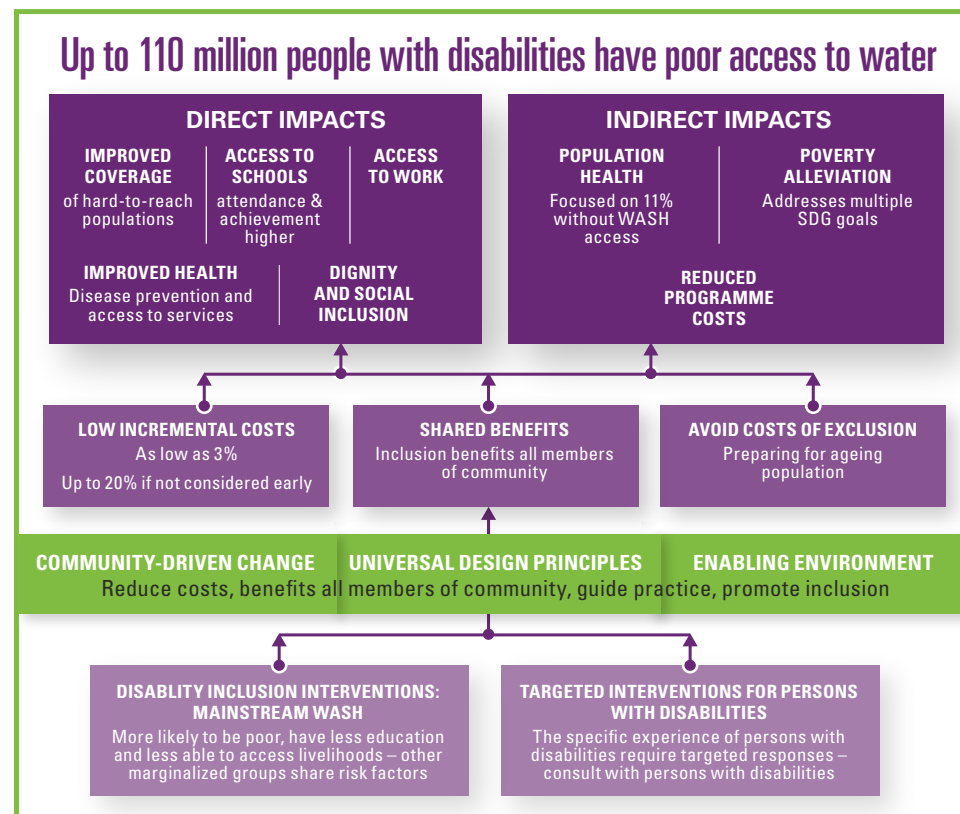 Up to 110 million people with disabilities have poor access to water
DIRECT IMPACTS
IMPROVED
COVERAGE
of hard-to-reach
populations
ACCESS TO
SCHOOLS
attendance &
achievement
higher
ACCESS
TO WORK
IMPROVED HEALTH
Disease prevention and
access to services
DIGNITY
AND SOCIAL
INCLUSION
INDIRECT IMPACTS
POPULATION
HEALTH
Focused on 11%
without WASH
access
POVERTY
ALLEVIATION
Addresses multiple
SDG goals
REDUCED
PROGRAMME
COSTS
LOW INCREMENTAL COSTS
As low as 3%
Up to 20% if not considered early
SHARED BENEFITS
Inclusion benefits all members
of community
AVOID COSTS OF EXCLUSION
Preparing for ageing
population
COMMUNITY-DRIVEN CHANGE
UNIVERSAL DESIGN PRINCIPLES
ENABLING ENVIRONMENT
Reduce costs, benefits all members of community, guide practice, promote inclusion
DISABLITY INCLUSION INTERVENTIONS:
MAINSTREAM WASH
More likely to be poor, have less education
and less able to access livelihoods – other
marginalized groups share risk factors
TARGETED INTERVENTIONS FOR PERSONS
WITH DISABILITIES
The specific experience of persons with
disabilities require targeted responses –
consult with persons with disabilities